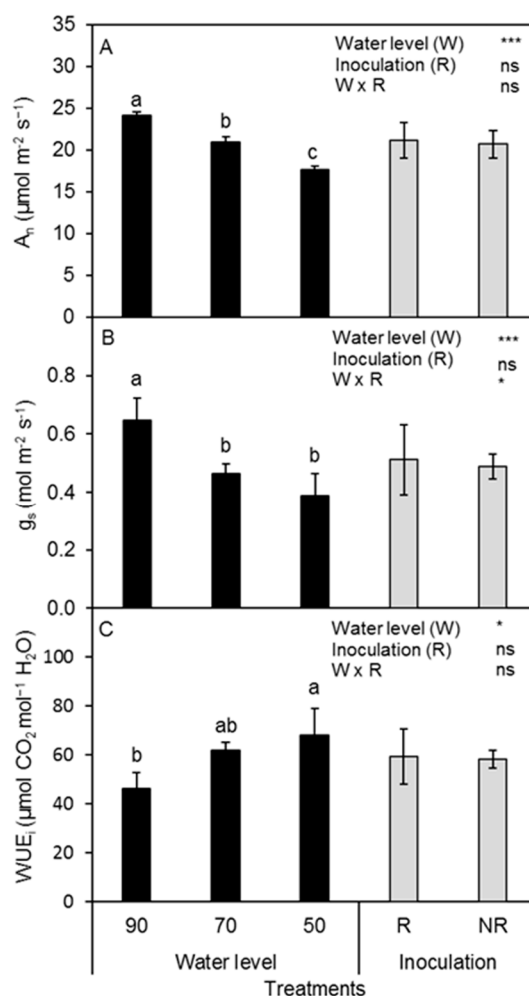 A
Water level (W) ***
Inoculation (R) ns
W x R ns
35
30
25
20
15
10
5
0
Aₙ (µmol m⁻² s⁻¹)
a
b
c
B
Water level (W) ***
Inoculation (R) ns
W x R *
0.8
0.6
0.4
0.2
0.0
gₛ (mol m⁻² s⁻¹)
a
b
b
C
Water level (W) *
Inoculation (R) ns
W x R ns
100
80
60
40
20
0
WUEᵢ (µmol CO₂ mol⁻¹ H₂O)
b
ab
a
90 70 50 R NR
Water level Inoculation
Treatments